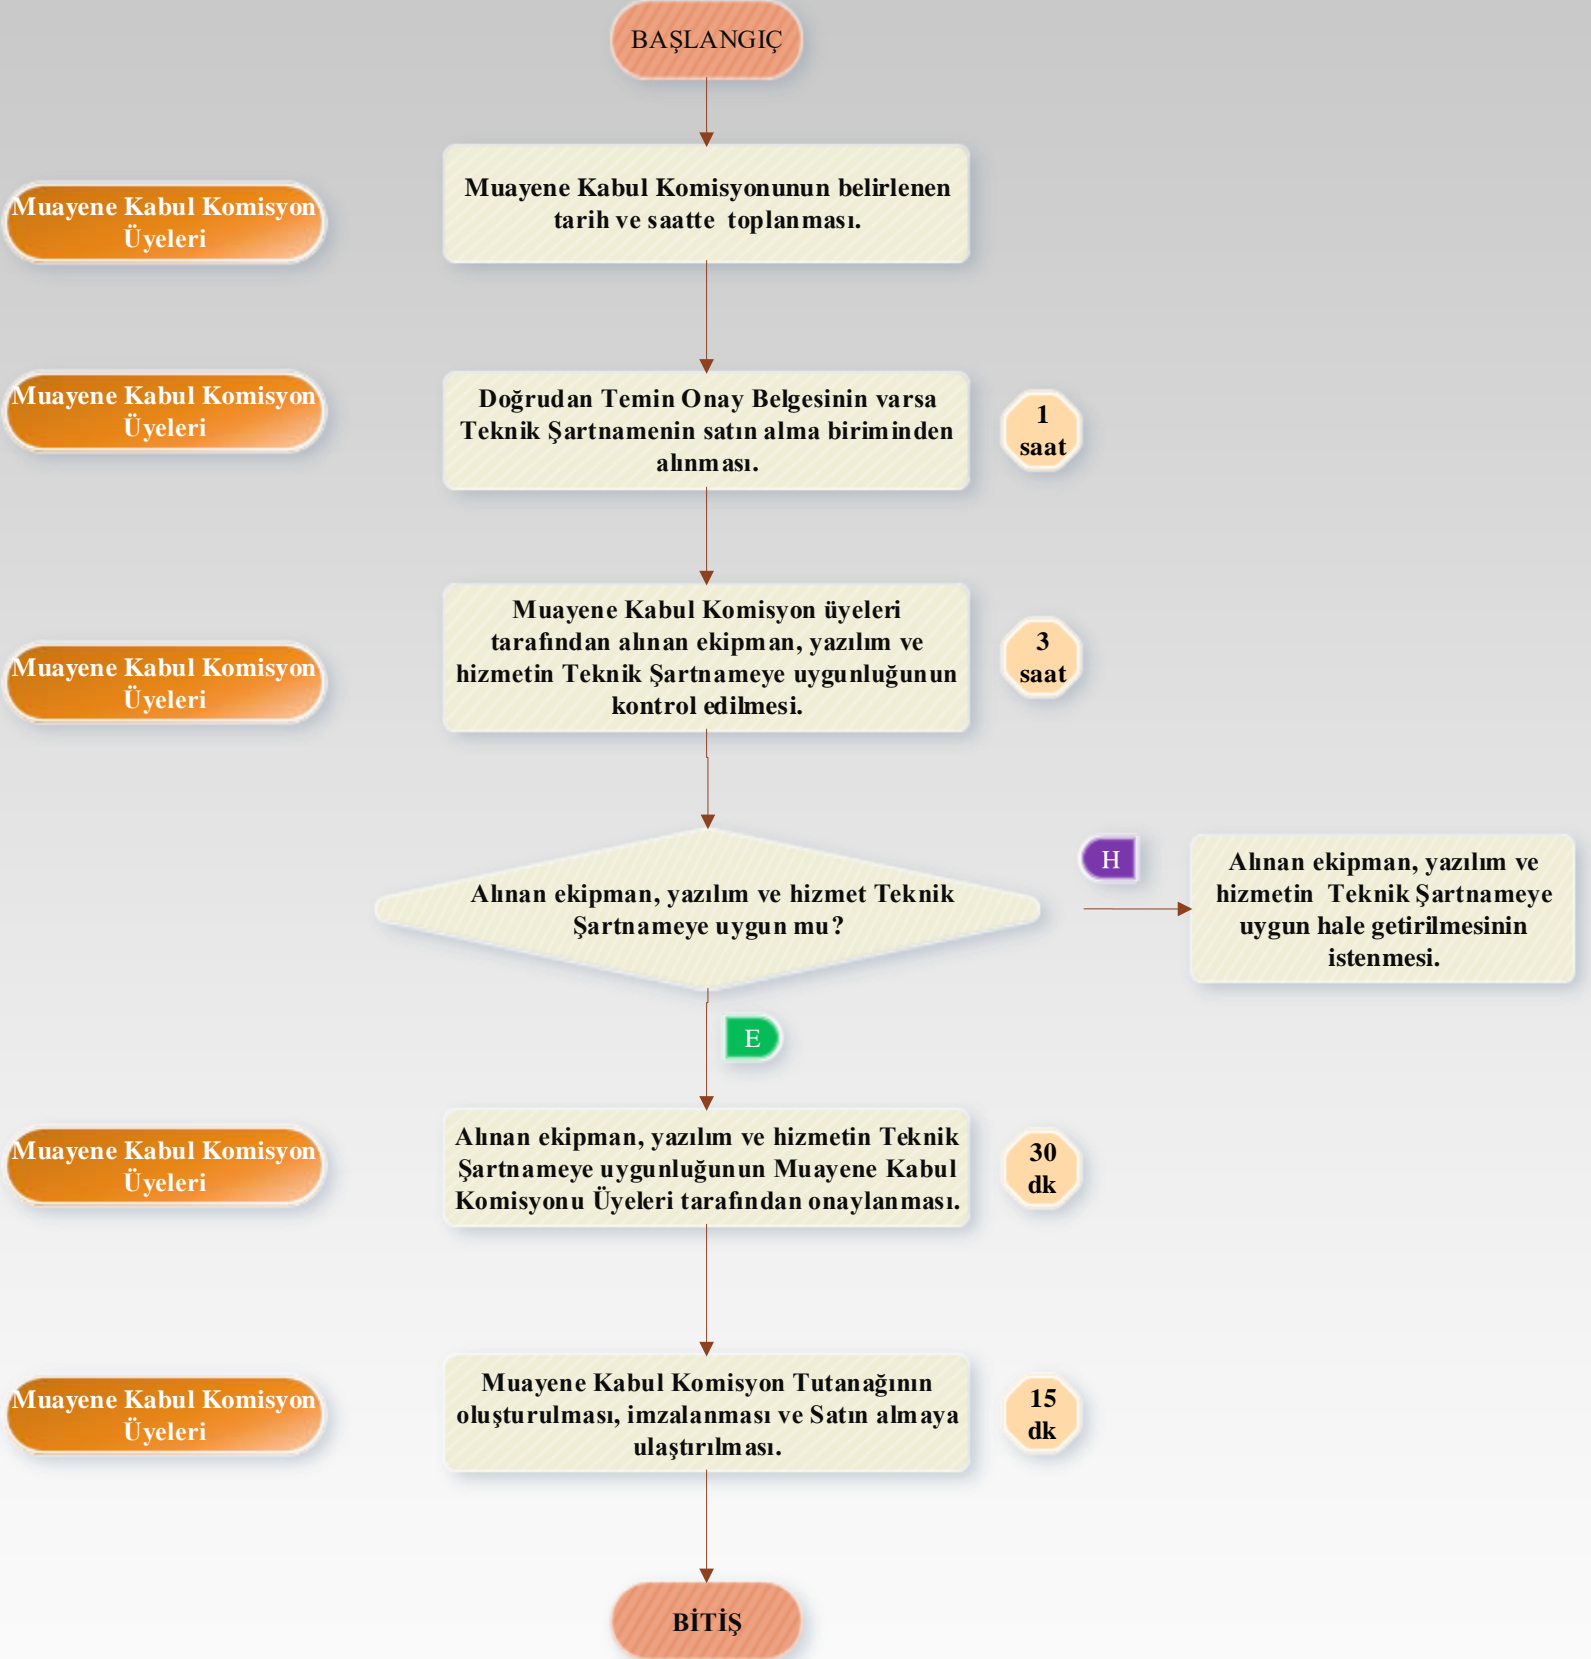 BAŞLANGIÇ
Muayene Kabul Komisyon
Üyeleri
Muayene Kabul Komisyonunun belirlenen
tarih ve saatte toplanması.
Muayene Kabul Komisyon
Üyeleri
Doğrudan Temin Onay Belgesinin varsa
Teknik Şartnamenin satın alma biriminden
alınması.
1
saat
Muayene Kabul Komisyon
Üyeleri
Muayene Kabul Komisyon üyeleri
tarafından alınan ekipman, yazılım ve
hizmetin Teknik Şartnameye uygunluğunun
kontrol edilmesi.
3
saat
Alınan ekipman, yazılım ve hizmet Teknik
Şartnameye uygun mu?
H
Alınan ekipman, yazılım ve
hizmetin Teknik Şartnameye
uygun hale getirilmesinin
istenmesi.
E
Muayene Kabul Komisyon
Üyeleri
Alınan ekipman, yazılım ve hizmetin Teknik
Şartnameye uygunluğunun Muayene Kabul
Komisyonu Üyeleri tarafından onaylanması.
30
dk
Muayene Kabul Komisyon
Üyeleri
Muayene Kabul Komisyon Tutanağının
oluşturulması, imzalanması ve Satın almaya
ulaştırılması.
15
dk
BİTİŞ